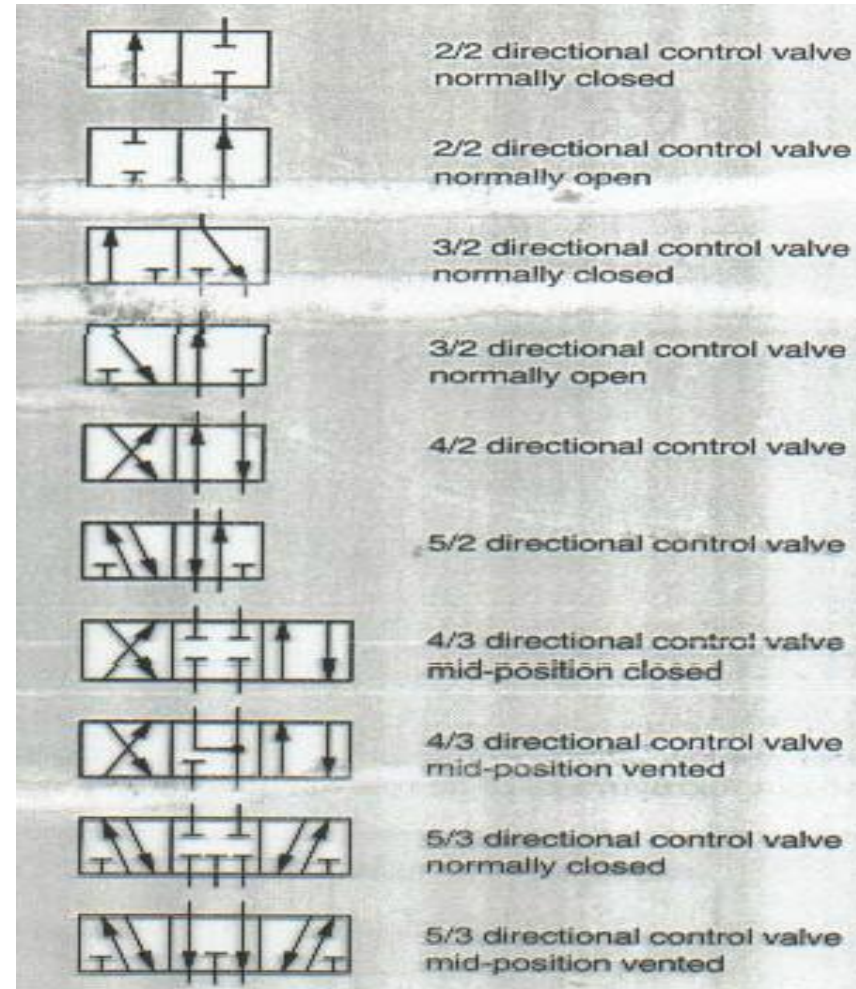 2/2 directional control valve
normally closed
2/2 directional control valve
normally open
3/2 directional control valve
normally closed
3/2 directional control valve
normally open
4/2 directional control valve
5/2 directional control valve
4/3 directional control valve
mid-position closed
4/3 directional control valve
mid-position vented
5/3 directional control valve
normally closed
5/3 directional control valve
mid-position vented